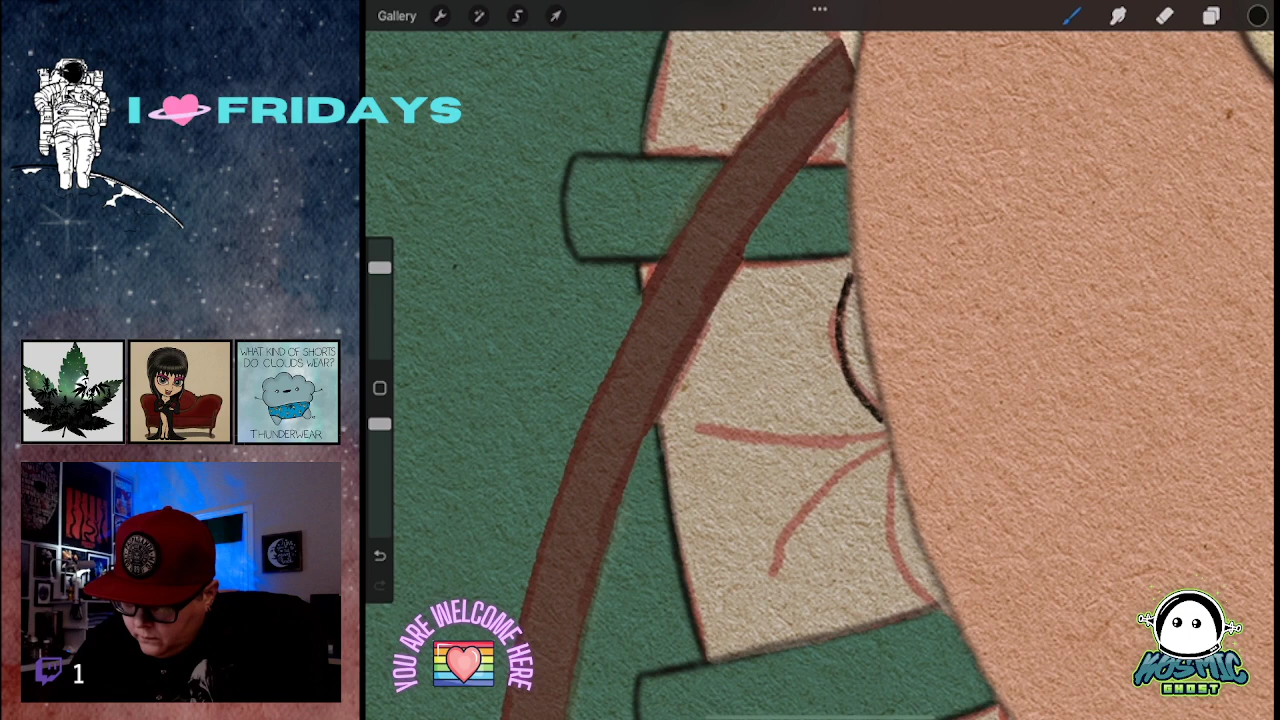 Gallery
I FRIDAYS
WHAT KIND OF SHORTS
DO CLOUDS WEAR?
THUNDERWEAR
YOU ARE WELCOME HERE
1
KOSMIC
GHOST